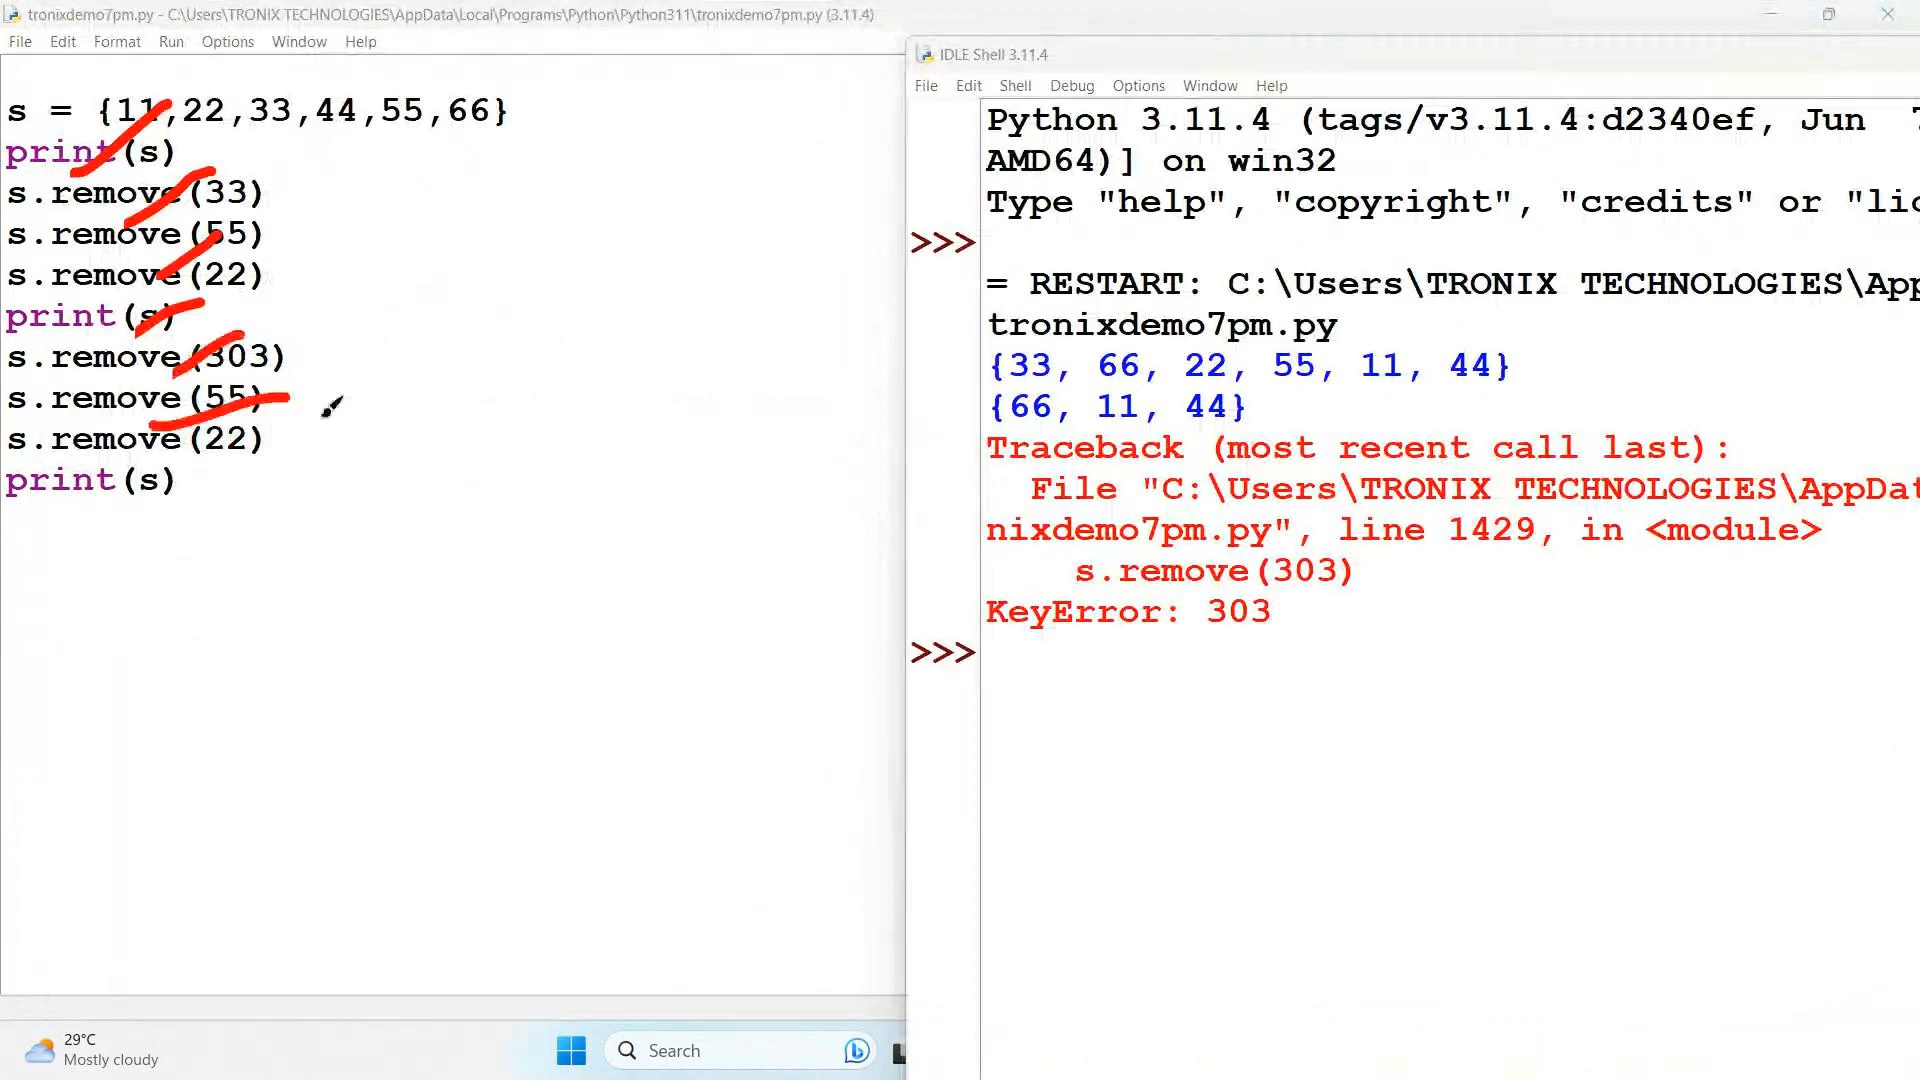 tronixdemo7pm.py - C:\Users\TRONIX TECHNOLOGIES\AppData\Local\Programs\Python\Python311\tronixdemo7pm.py (3.11.4)
File Edit Format Run Options Window Help
s = {11,22,33,44,55,66}
print(s)
s.remove(33)
s.remove(55)
s.remove(22)
print(s)
s.remove(303)
s.remove(55)
s.remove(22)
print(s)
IDLE Shell 3.11.4
File Edit Shell Debug Options Window Help
Python 3.11.4 (tags/v3.11.4:d2340ef, Jun
AMD64)] on win32
Type "help", "copyright", "credits" or "lic
>>>
= RESTART: C:\Users\TRONIX TECHNOLOGIES\App
tronixdemo7pm.py
{33, 66, 22, 55, 11, 44}
{66, 11, 44}
Traceback (most recent call last):
File "C:\Users\TRONIX TECHNOLOGIES\AppDat
nixdemo7pm.py", line 1429, in <module>
s.remove(303)
KeyError: 303
>>>
29°C
Mostly cloudy
Search